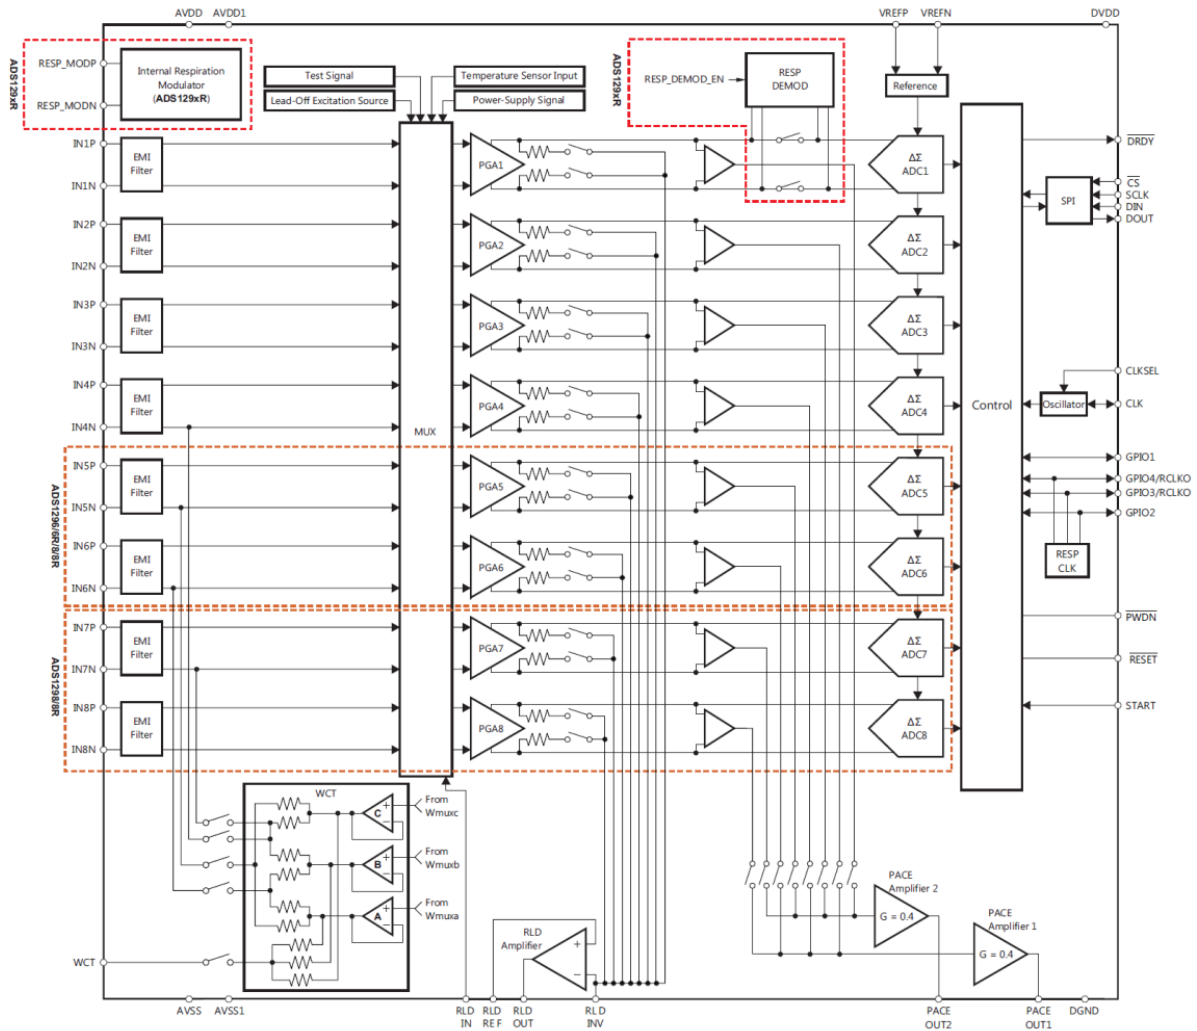 AVDD AVDD1
VREFP VREFN
DVDD
ADS129xR
RESP_MODP
RESP_MODN
Internal Respiration
Modulator
(ADS129xR)
Test Signal
Lead-Off Excitation Source
Temperature Sensor Input
Power-Supply Signal
ADS129xR
RESP_DEMOD_EN
RESP
DEMOD
Reference
IN1P
IN1N
EMI
Filter
PGA1
ΔΣ
ADC1
DRDY
CS
SCLK
DIN
DOUT
SPI
IN2P
IN2N
EMI
Filter
PGA2
ΔΣ
ADC2
IN3P
IN3N
EMI
Filter
PGA3
ΔΣ
ADC3
IN4P
IN4N
EMI
Filter
MUX
PGA4
ΔΣ
ADC4
Control
CLKSEL
Oscillator
CLK
ADS1296/6R/8/8R
IN5P
IN5N
EMI
Filter
PGA5
ΔΣ
ADC5
GPIO1
GPIO4/RCLKO
GPIO3/RCLKO
GPIO2
IN6P
IN6N
EMI
Filter
PGA6
ΔΣ
ADC6
RESP
CLK
ADS1298/8R
IN7P
IN7N
EMI
Filter
PGA7
ΔΣ
ADC7
PWDN
RESET
IN8P
IN8N
EMI
Filter
PGA8
ΔΣ
ADC8
START
WCT
C
+
−
From
Wmuxc
B
+
−
From
Wmuxb
A
+
−
From
Wmuxa
WCT
RLD
Amplifier
+
−
PACE
Amplifier 2
G = 0.4
PACE
Amplifier 1
G = 0.4
AVSS AVSS1
RLD
IN
RLD
REF
RLD
OUT
RLD
INV
PACE
OUT2
PACE
OUT1
DGND